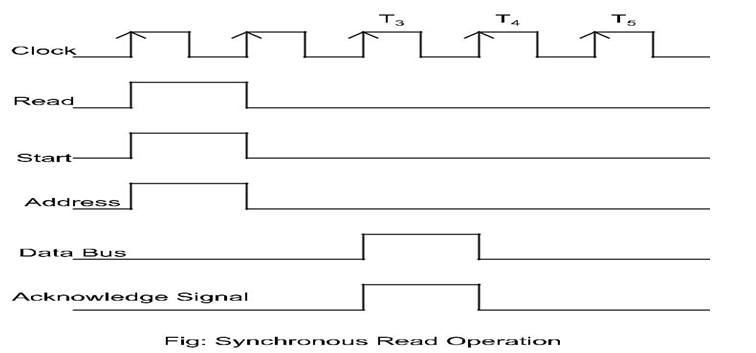 T3 T4 T5
Clock
Read
Start
Address
Data Bus
Acknowledge Signal
Fig: Synchronous Read Operation